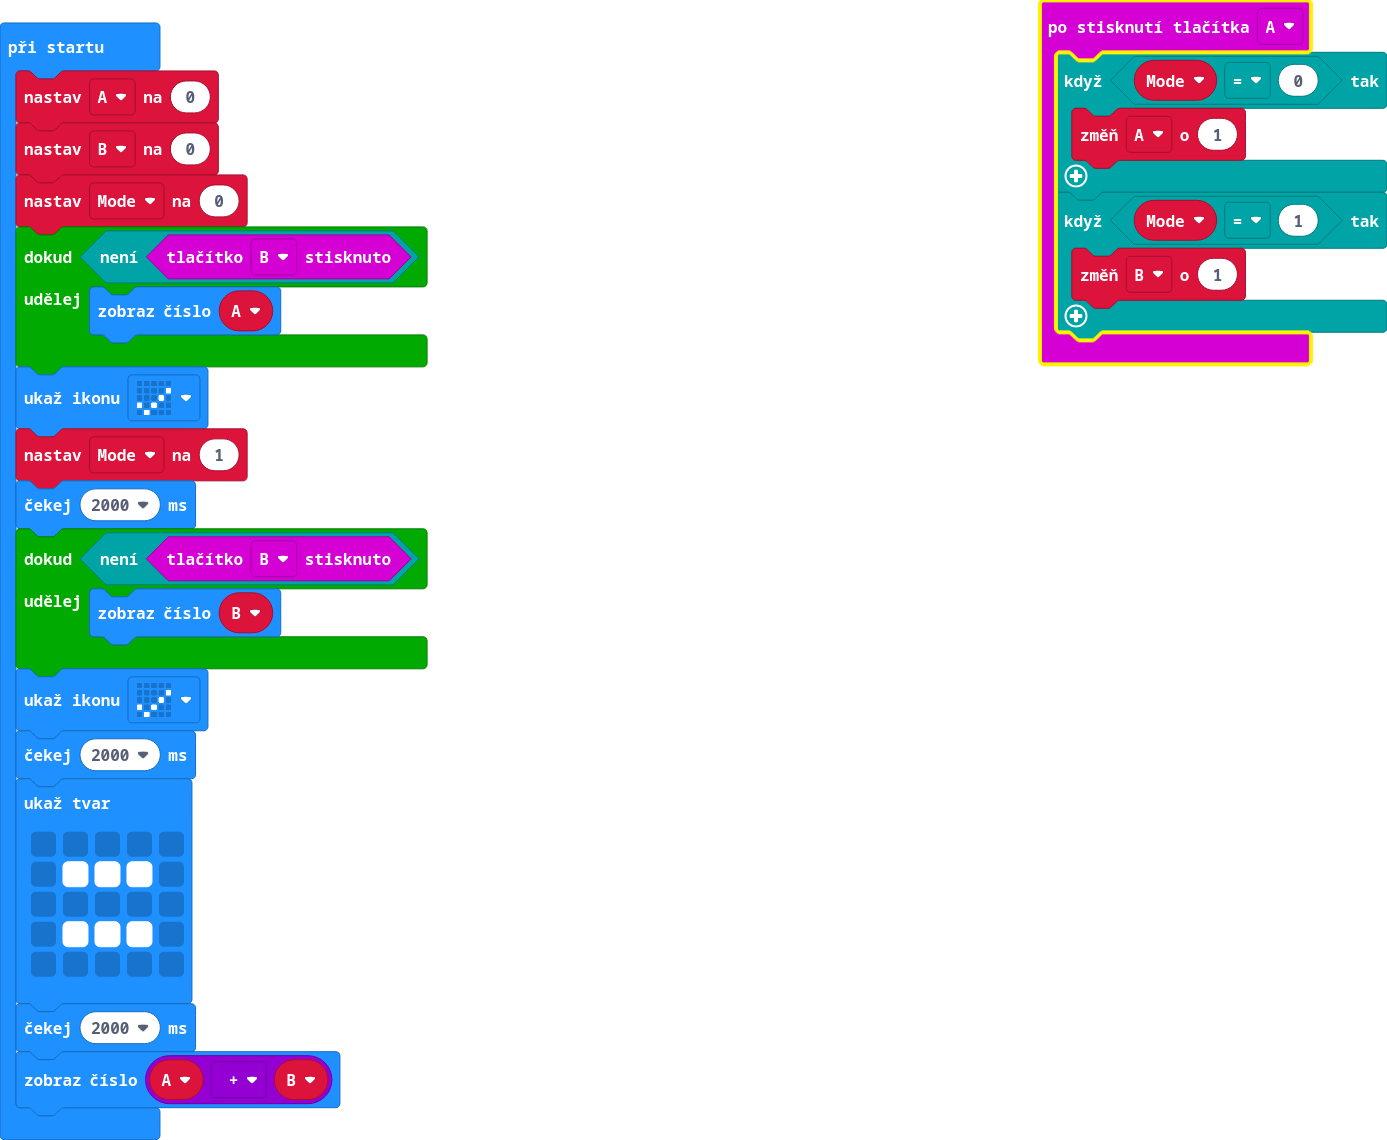 při startu
nastav A na 0
nastav B na 0
nastav Mode na 0
dokud není tlačítko B stisknuto
udělej zobraz číslo A
ukaž ikonu
nastav Mode na 1
čekej 2000 ms
dokud není tlačítko B stisknuto
udělej zobraz číslo B
ukaž ikonu
čekej 2000 ms
ukaž tvar
čekej 2000 ms
zobraz číslo A + B
po stisknutí tlačítka A
když Mode = 0 tak
změň A o 1
když Mode = 1 tak
změň B o 1